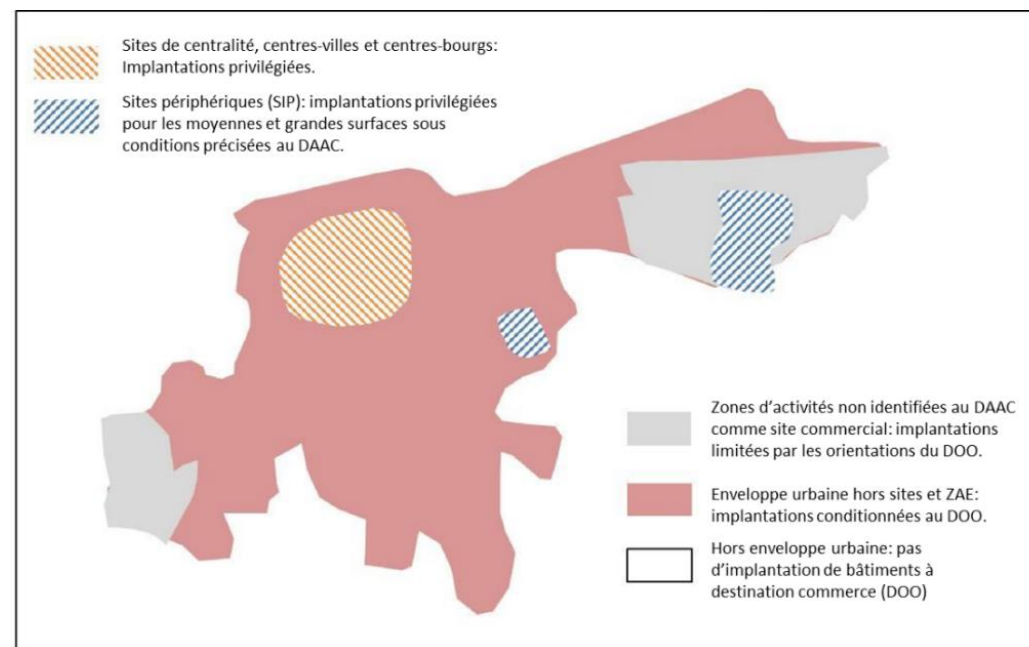 Sites de centralité, centres-villes et centres-bourgs:
Implantations privilégiées.
Sites périphériques (SIP): implantations privilégiées
pour les moyennes et grandes surfaces sous
conditions précisées au DAAC.
Zones d'activités non identifiées au DAAC
comme site commercial: implantations
limitées par les orientations du DOO.
Enveloppe urbaine hors sites et ZAE:
implantations conditionnées au DOO.
Hors enveloppe urbaine: pas
d'implantation de bâtiments à
destination commerce (DOO)